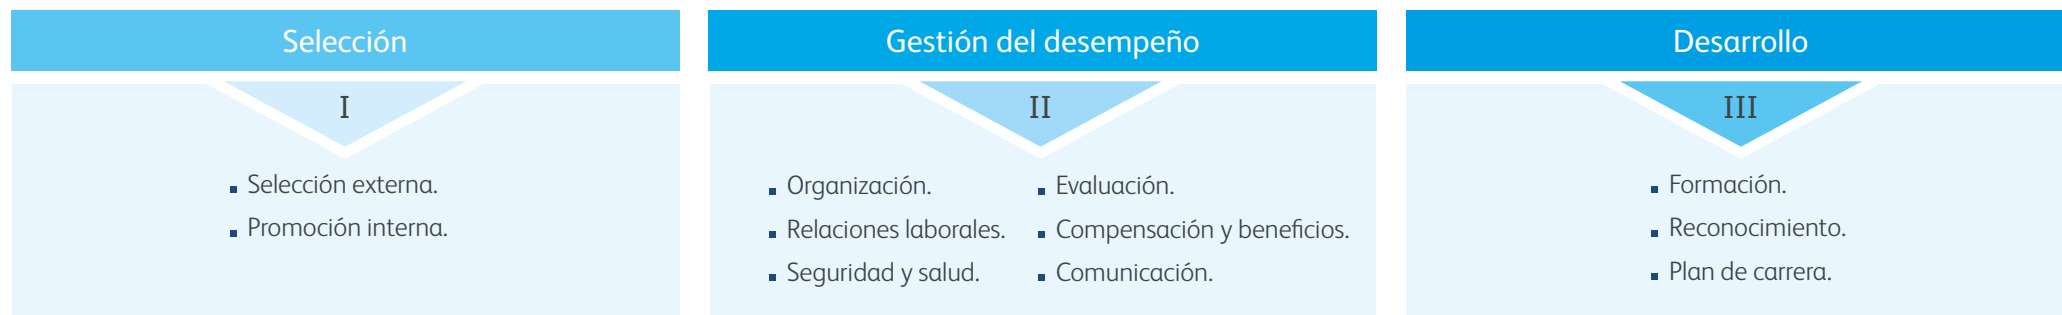 Selección
I
Selección externa.
Promoción interna.
Gestión del desempeño
II
Organización.
Relaciones laborales.
Seguridad y salud.
Evaluación.
Compensación y beneficios.
Comunicación.
Desarrollo
III
Formación.
Reconocimiento.
Plan de carrera.